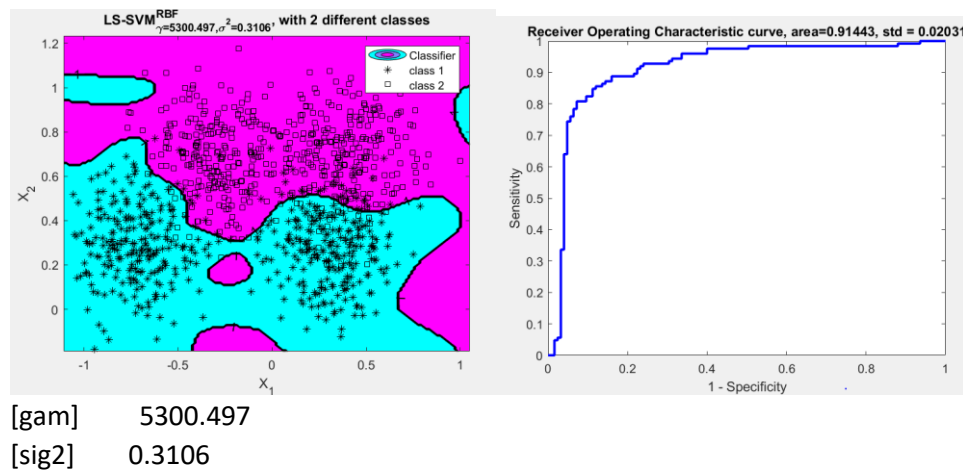 LS-SVM RBF γ=5300.497,σ²=0.3106, with 2 different classes
Classifier
class 1
class 2
1.2
1
0.8
0.6
0.4
0.2
0
X2
-1
-0.5
0
0.5
1
X1
Receiver Operating Characteristic curve, area=0.91443, std = 0.02031
1
0.9
0.8
0.7
0.6
0.5
0.4
0.3
0.2
0.1
0
Sensitivity
0
0.2
0.4
0.6
0.8
1
1 - Specificity
[gam] 5300.497
[sig2] 0.3106